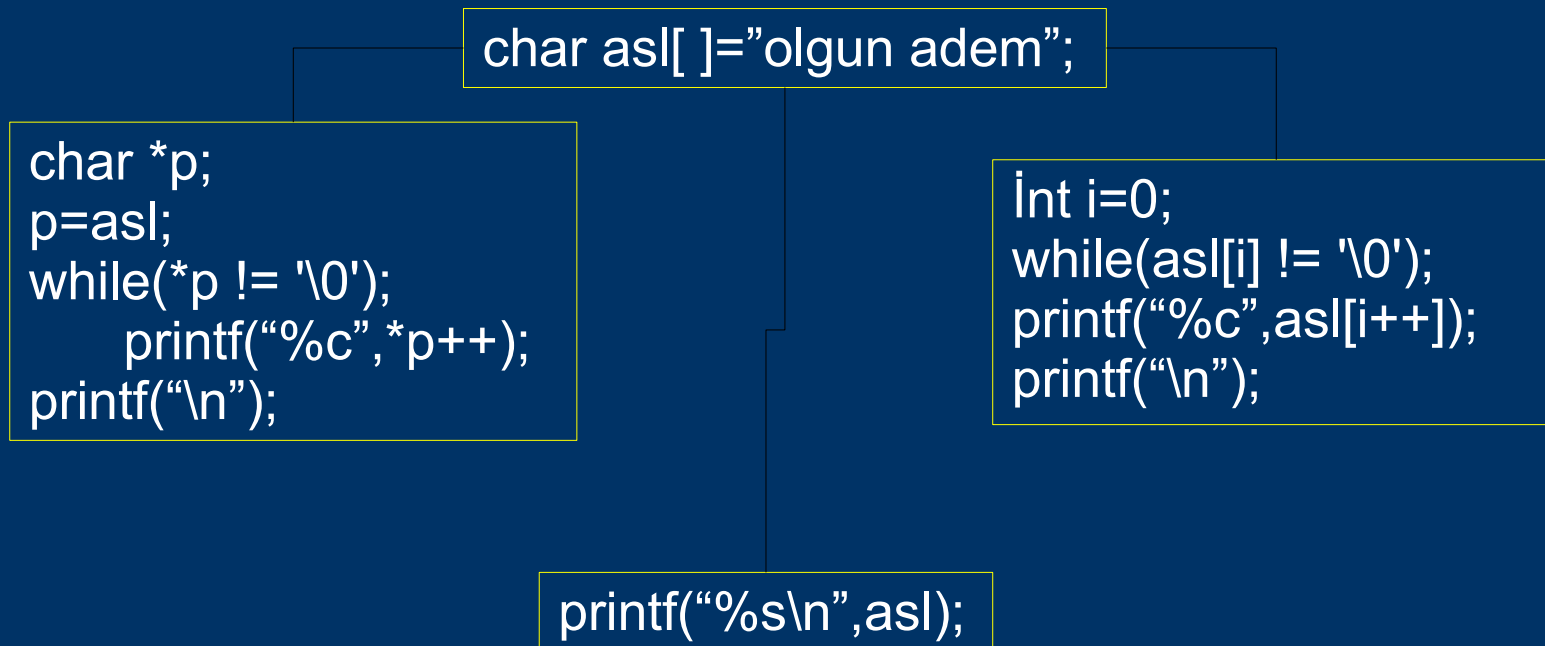 char asl[ ]=”olgun adem”;
char *p;
p=asl;
while(*p != '\0');
printf(“%c”,*p++);
printf(“\n”);
İnt i=0;
while(asl[i] != '\0');
printf(“%c”,asl[i++]);
printf(“\n”);
printf(“%s\n”,asl);